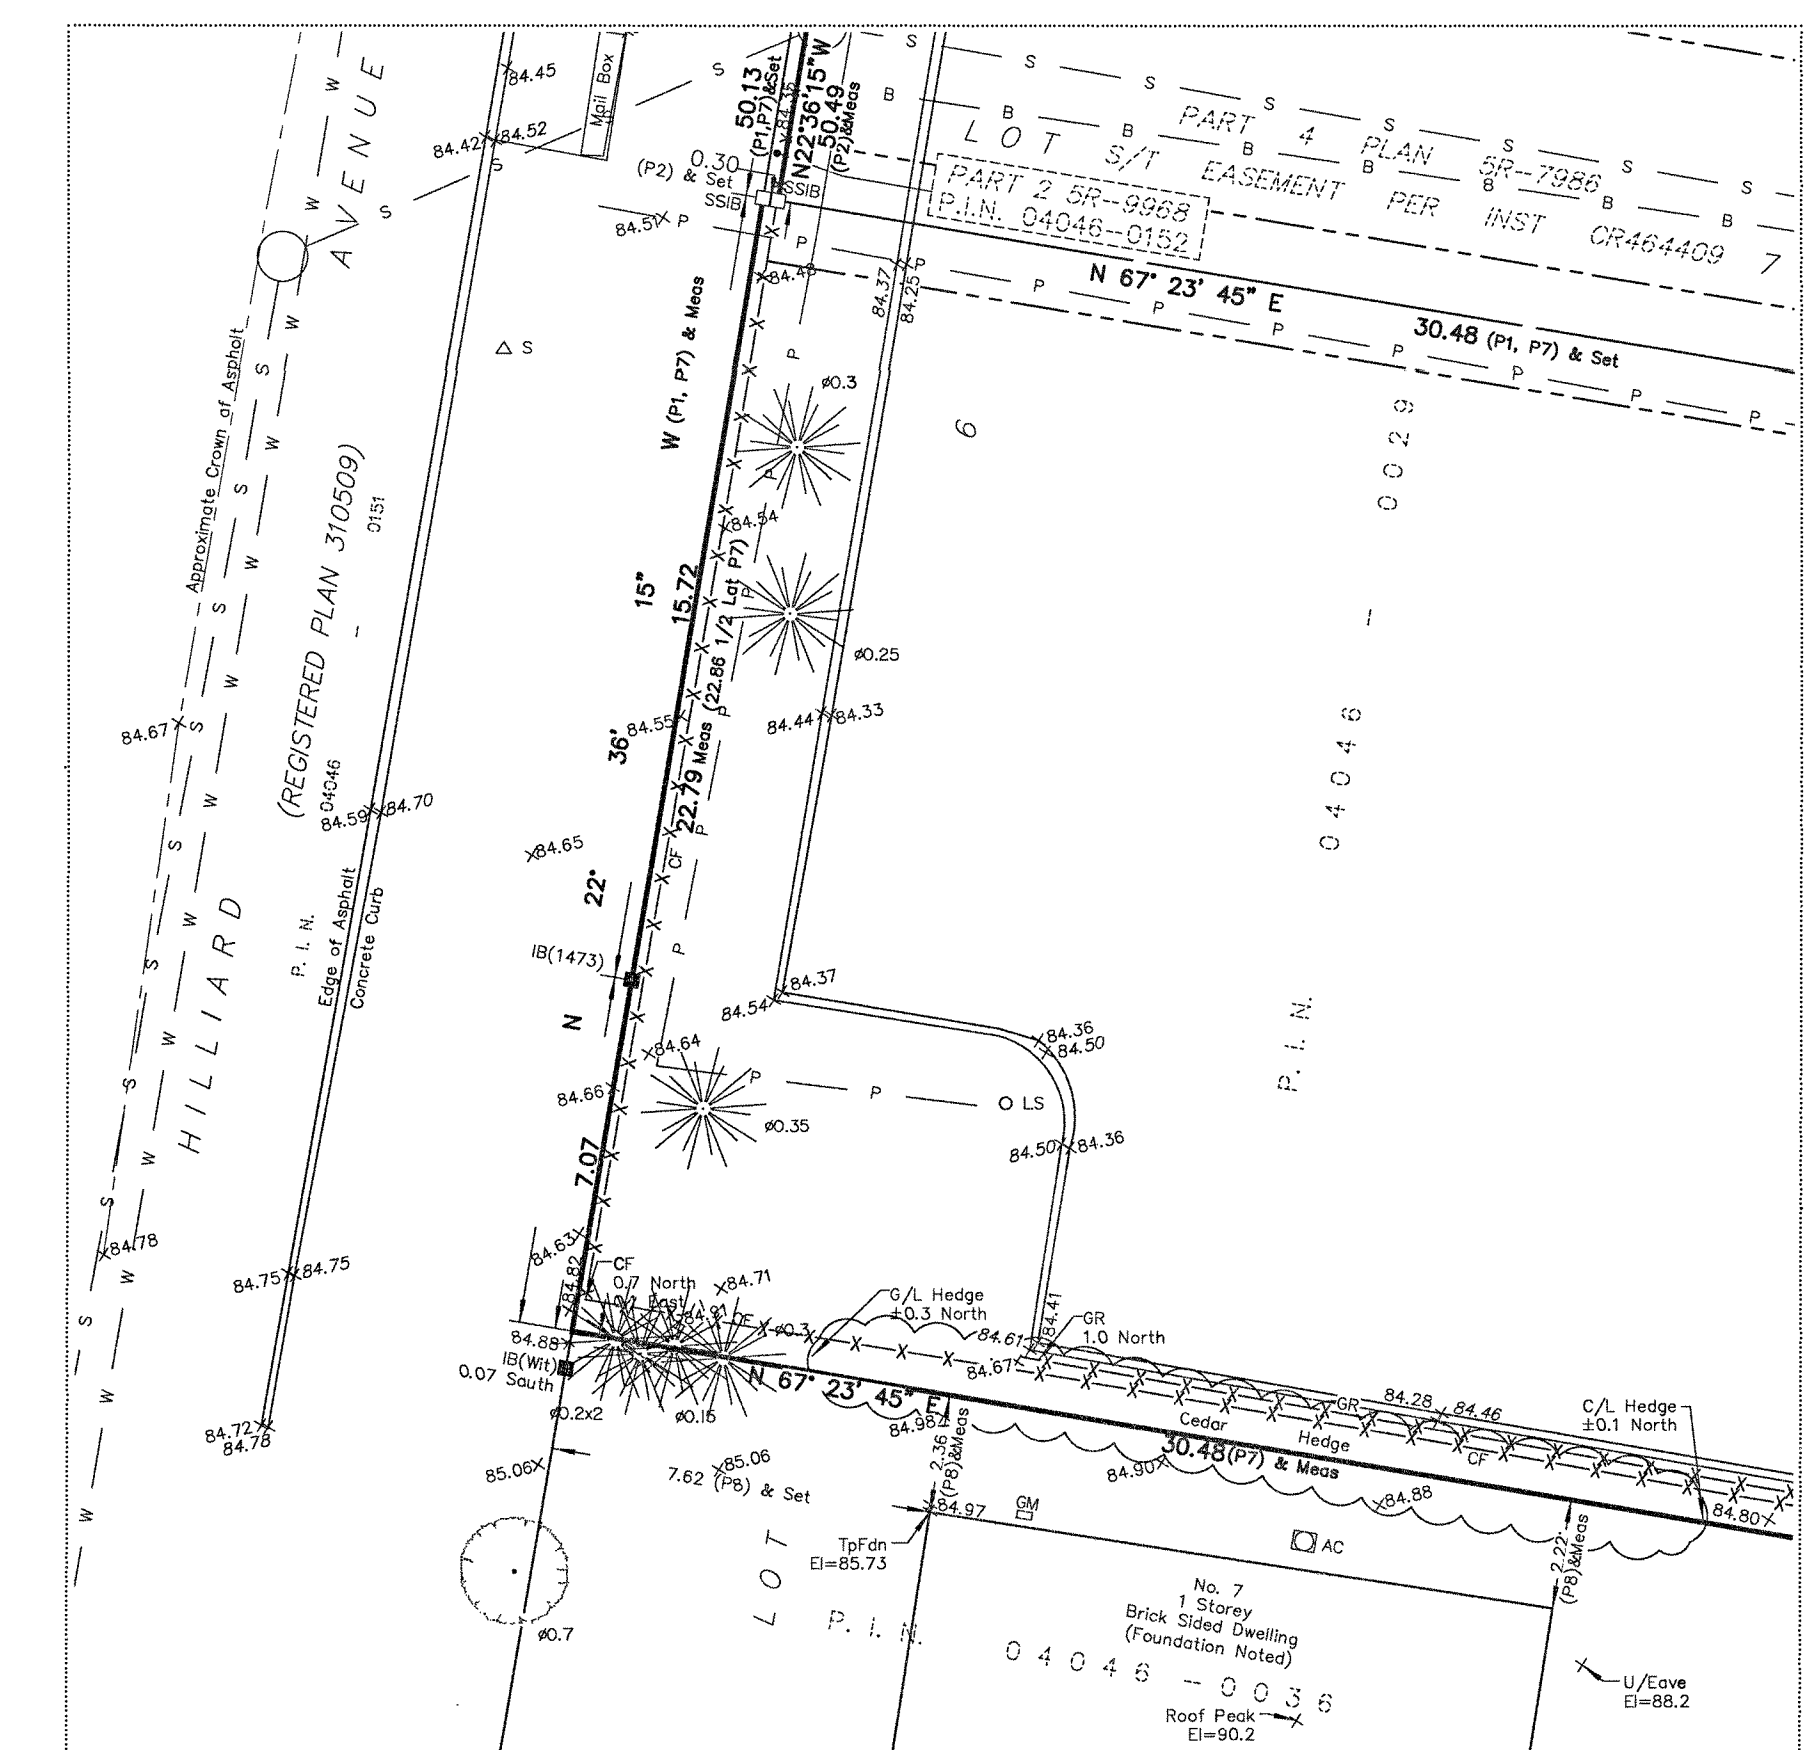 AVENUE
84.45
Mail Box
84.42
84.52
50.13
(P1,P7)&Set
84.36
N22°36'15"W
50.49
(P2)&Meas
0.30
(P2) & Set
SSIB
SSIB
LOT
PART 4 PLAN 5R-7986
S/T EASEMENT PER INST CR464409
7
PART 2 5R-9968
P.I.N. 04046-0152
84.51
84.48
84.37
84.25
N 67° 23' 45" E
30.48 (P1, P7) & Set
Approximate Crown of Asphalt
S
W (P1, P7) & Meas
ø0.3
6
(REGISTERED PLAN 310509)
0151
–
04046
P. I. N.
P.I.N. 04046 – 0029
84.54
15"
15.72
22.79 Meas (22.86 1/2 Lat P7)
ø0.25
84.67
36'
84.55
84.44
84.33
84.59
84.70
84.65
CF
22°
Edge of Asphalt
Concrete Curb
HILLIARD
IB(1473)
N
84.37
84.54
84.36
84.50
84.64
84.66
LS
ø0.35
84.50
84.36
7.07
84.78
84.75
84.75
84.63
84.82
CF
0.7 North
84.71
84.91
CF
ø0.3
G/L Hedge
±0.3 North
84.61
84.41
GR
1.0 North
84.67
84.88
IB(Wit)
0.07 South
N 67° 23' 45" E
ø0.2x2
ø0.15
84.98
2.36
(P8)&Meas
Cedar Hedge
GR
84.28
84.46
C/L Hedge
±0.1 North
CF
30.48(P7) & Meas
84.72
84.78
85.06
85.06
7.62 (P8) & Set
84.90
84.88
84.80
84.97
GM
TpFdn
El=85.73
AC
2.22
(P8)&Meas
LOT
ø0.7
P. I. N. 04046-0036
No. 7
1 Storey
Brick Sided Dwelling
(Foundation Noted)
U/Eave
El=88.2
Roof Peak
El=90.2